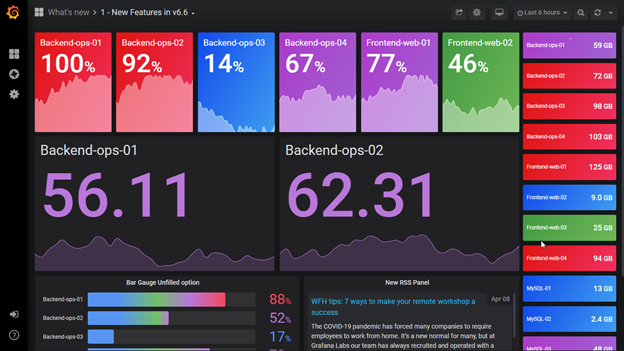 What's new > 1 - New Features in v6.6
Last 6 hours
Backend-ops-01
100%
Backend-ops-02
92%
Backend-ops-03
14%
Backend-ops-04
67%
Frontend-web-01
77%
Frontend-web-02
46%
Backend-ops-01 59 GB
Backend-ops-02 72 GB
Backend-ops-03 98 GB
Backend-ops-04 103 GB
Frontend-web-01 125 GB
Frontend-web-02 9.0 GB
Frontend-web-03 25 GB
Frontend-web-04 94 GB
MySQL-01 13 GB
MySQL-02 2.4 GB
MySQL-03 48 GB
Backend-ops-01
56.11
Backend-ops-02
62.31
Bar Gauge Unfilled option
Backend-ops-01 88%
Backend-ops-02 52%
Backend-ops-03 17%
New RSS Panel
WFH tips: 7 ways to make your remote workshop a
success
Apr 08
The COVID-19 pandemic has forced many companies to require
employees to work from home. It's a new normal for many, but at
Grafana Labs our team has always recruited and operated with a